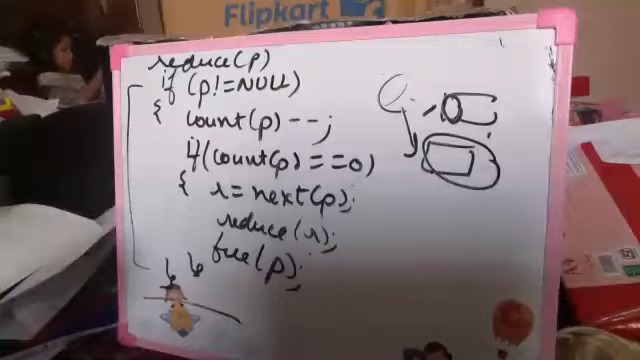 Flipkart
reduce(p)
if (p!=NULL)
{ count(p)--;
if(count(p)==0)
{ r=next(p);
reduce(r);
free(p);
} }